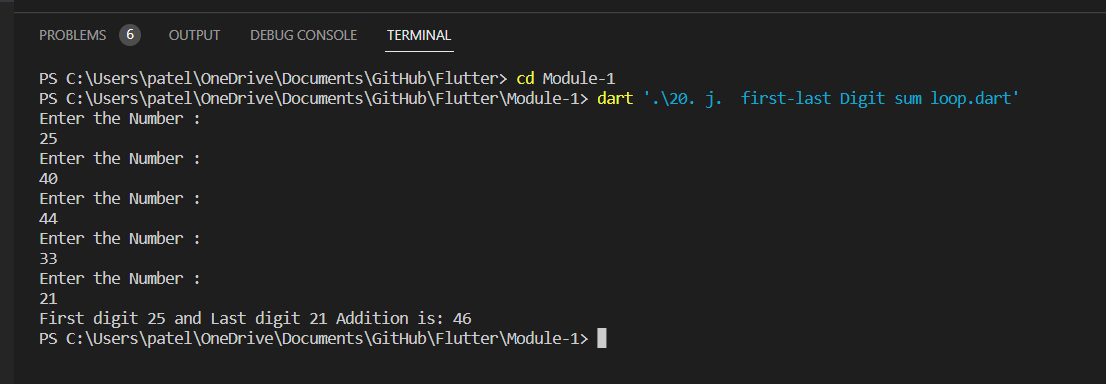 PROBLEMS 6 OUTPUT DEBUG CONSOLE TERMINAL
PS C:\Users\patel\OneDrive\Documents\GitHub\Flutter> cd Module-1
PS C:\Users\patel\OneDrive\Documents\GitHub\Flutter\Module-1> dart '.\20. j.  first-last Digit sum loop.dart'
Enter the Number :
25
Enter the Number :
40
Enter the Number :
44
Enter the Number :
33
Enter the Number :
21
First digit 25 and Last digit 21 Addition is: 46
PS C:\Users\patel\OneDrive\Documents\GitHub\Flutter\Module-1>